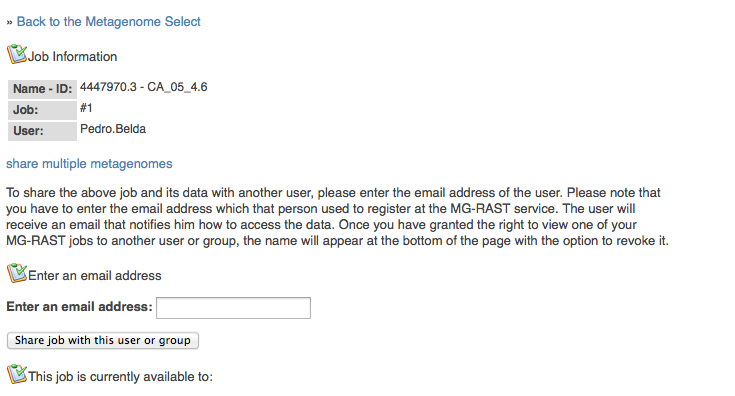 » Back to the Metagenome Select
Job Information
Name - ID: 4447970.3 - CA_05_4.6
Job: #1
User: Pedro.Belda
share multiple metagenomes
To share the above job and its data with another user, please enter the email address of the user. Please note that
you have to enter the email address which that person used to register at the MG-RAST service. The user will
receive an email that notifies him how to access the data. Once you have granted the right to view one of your
MG-RAST jobs to another user or group, the name will appear at the bottom of the page with the option to revoke it.
Enter an email address
Enter an email address:
Share job with this user or group
This job is currently available to: